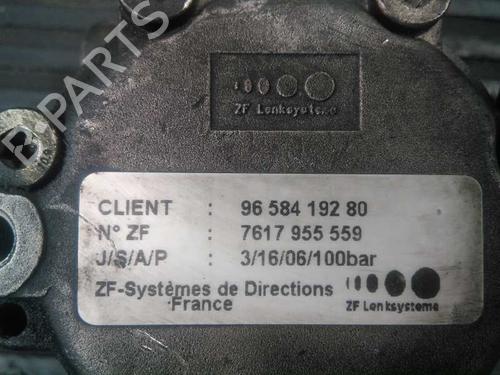 B-PARTS
ZF Lenksysteme
CLIENT : 96 584 192 80
N° ZF : 7617 955 559
J/S/A/P : 3/16/06/100bar
ZF-Systèmes de Directions
France
ZF Lenksysteme